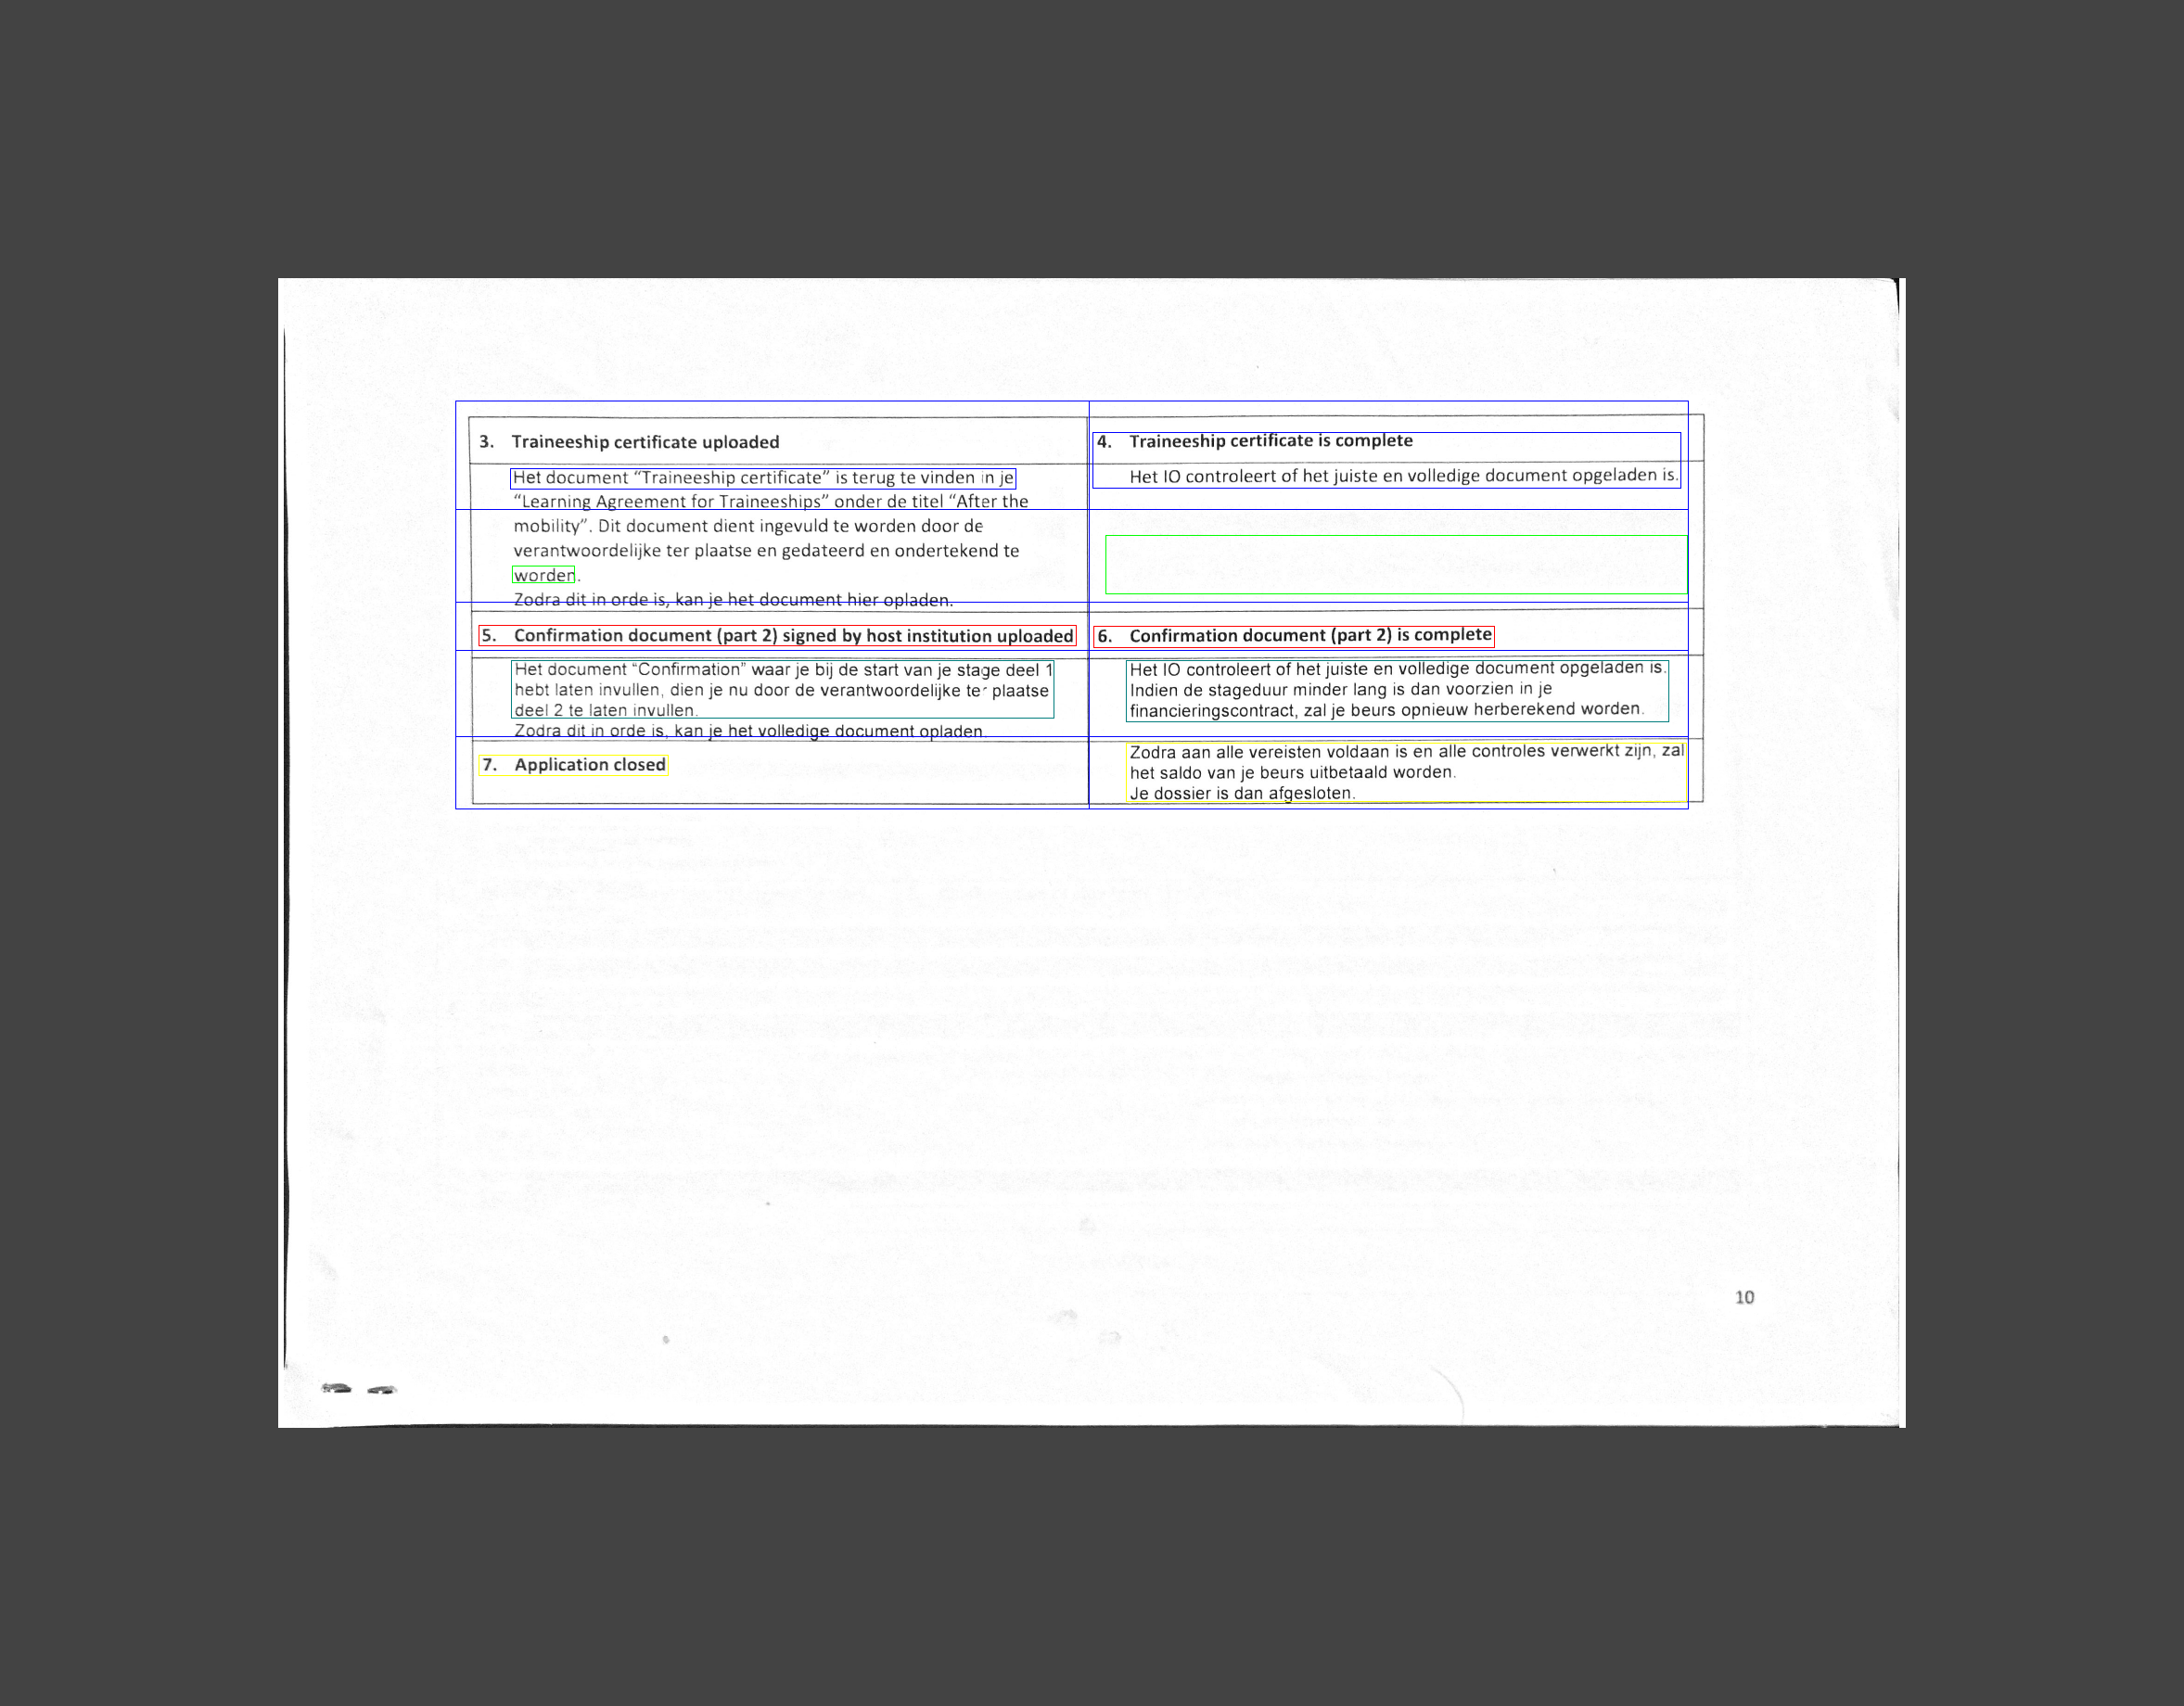 3. Traineeship certificate uploaded
4. Traineeship certificate is complete
Het document “Traineeship certificate” is terug te vinden in je
“Learning Agreement for Traineeships” onder de titel “After the
mobility”. Dit document dient ingevuld te worden door de
verantwoordelijke ter plaatse en gedateerd en ondertekend te
worden.
Zodra dit in orde is, kan je het document hier opladen.
Het IO controleert of het juiste en volledige document opgeladen is.
5. Confirmation document (part 2) signed by host institution uploaded
6. Confirmation document (part 2) is complete
Het document “Confirmation” waar je bij de start van je stage deel 1
hebt laten invullen, dien je nu door de verantwoordelijke ter plaatse
deel 2 te laten invullen.
Zodra dit in orde is, kan je het volledige document opladen.
Het IO controleert of het juiste en volledige document opgeladen is.
Indien de stageduur minder lang is dan voorzien in je
financieringscontract, zal je beurs opnieuw herberekend worden.
7. Application closed
Zodra aan alle vereisten voldaan is en alle controles verwerkt zijn, zal
het saldo van je beurs uitbetaald worden.
Je dossier is dan afgesloten.
10